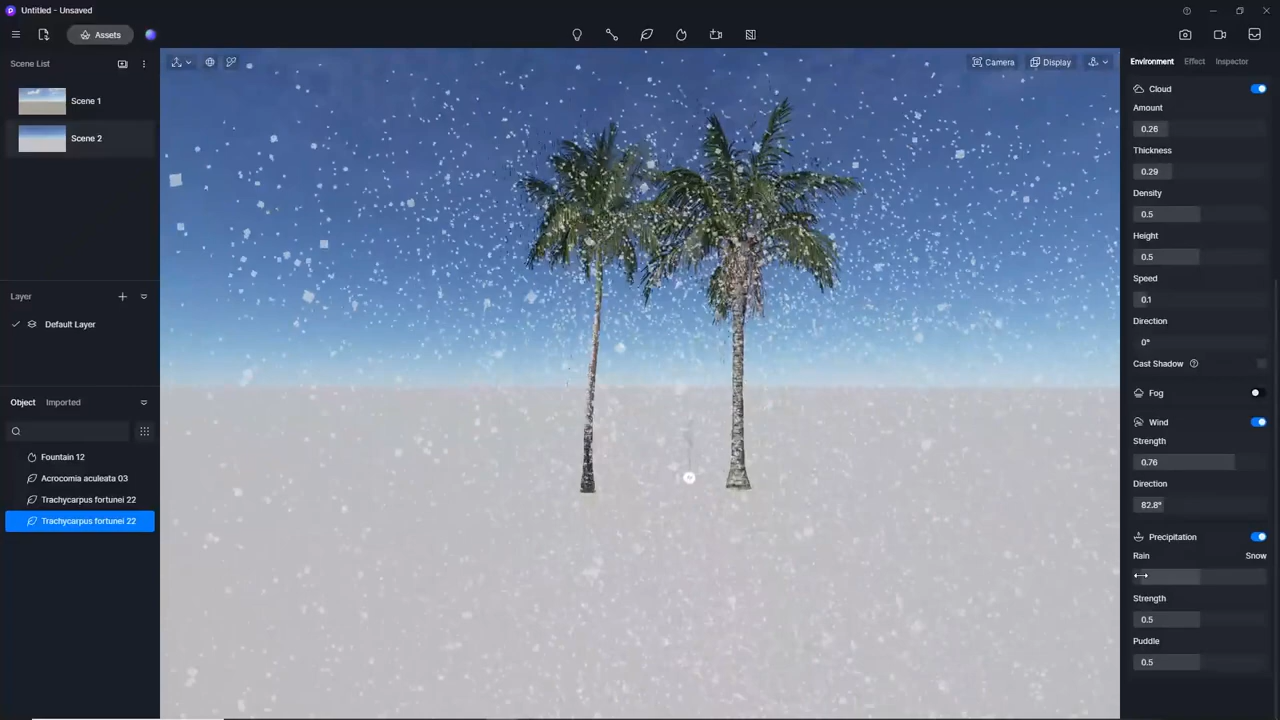 Untitled - Unsaved
Assets
Scene List
Scene 1
Scene 2
Layer
Default Layer
Object Imported
Fountain 12
Acrocomia aculeata 03
Trachycarpus fortunei 22
Trachycarpus fortunei 22
Camera Display
Environment Effect Inspector
Cloud
Amount
0.26
Thickness
0.29
Density
0.5
Height
0.5
Speed
0.1
Direction
0°
Cast Shadow
Fog
Wind
Strength
0.76
Direction
82.8°
Precipitation
Rain Snow
Strength
0.5
Puddle
0.5